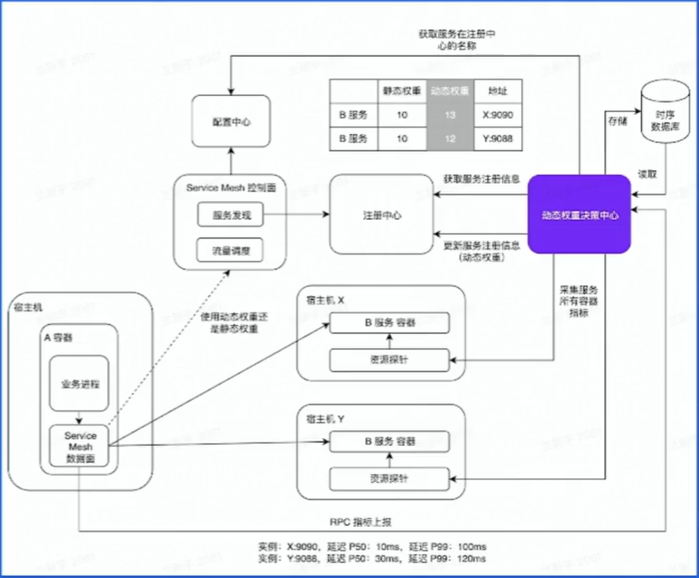 获取服务在注册中
心的名称
静态权重 动态权重 地址
B 服务 10 13 X:9090
B 服务 10 12 Y:9088
配置中心
存储
时序
数据库
读取
Service Mesh 控制面
服务发现
流量调度
注册中心
获取服务注册信息
更新服务注册信息
(动态权重)
动态权重决策中心
采集服务
所有容器
指标
使用动态权重还
是静态权重
宿主机
A 容器
业务进程
Service
Mesh
数据面
宿主机 X
B 服务 容器
资源探针
宿主机 Y
B 服务 容器
资源探针
RPC 指标上报
实例：X:9090，延迟 P50：10ms，延迟 P99：100ms
实例：Y:9088，延迟 P50：30ms，延迟 P99：120ms